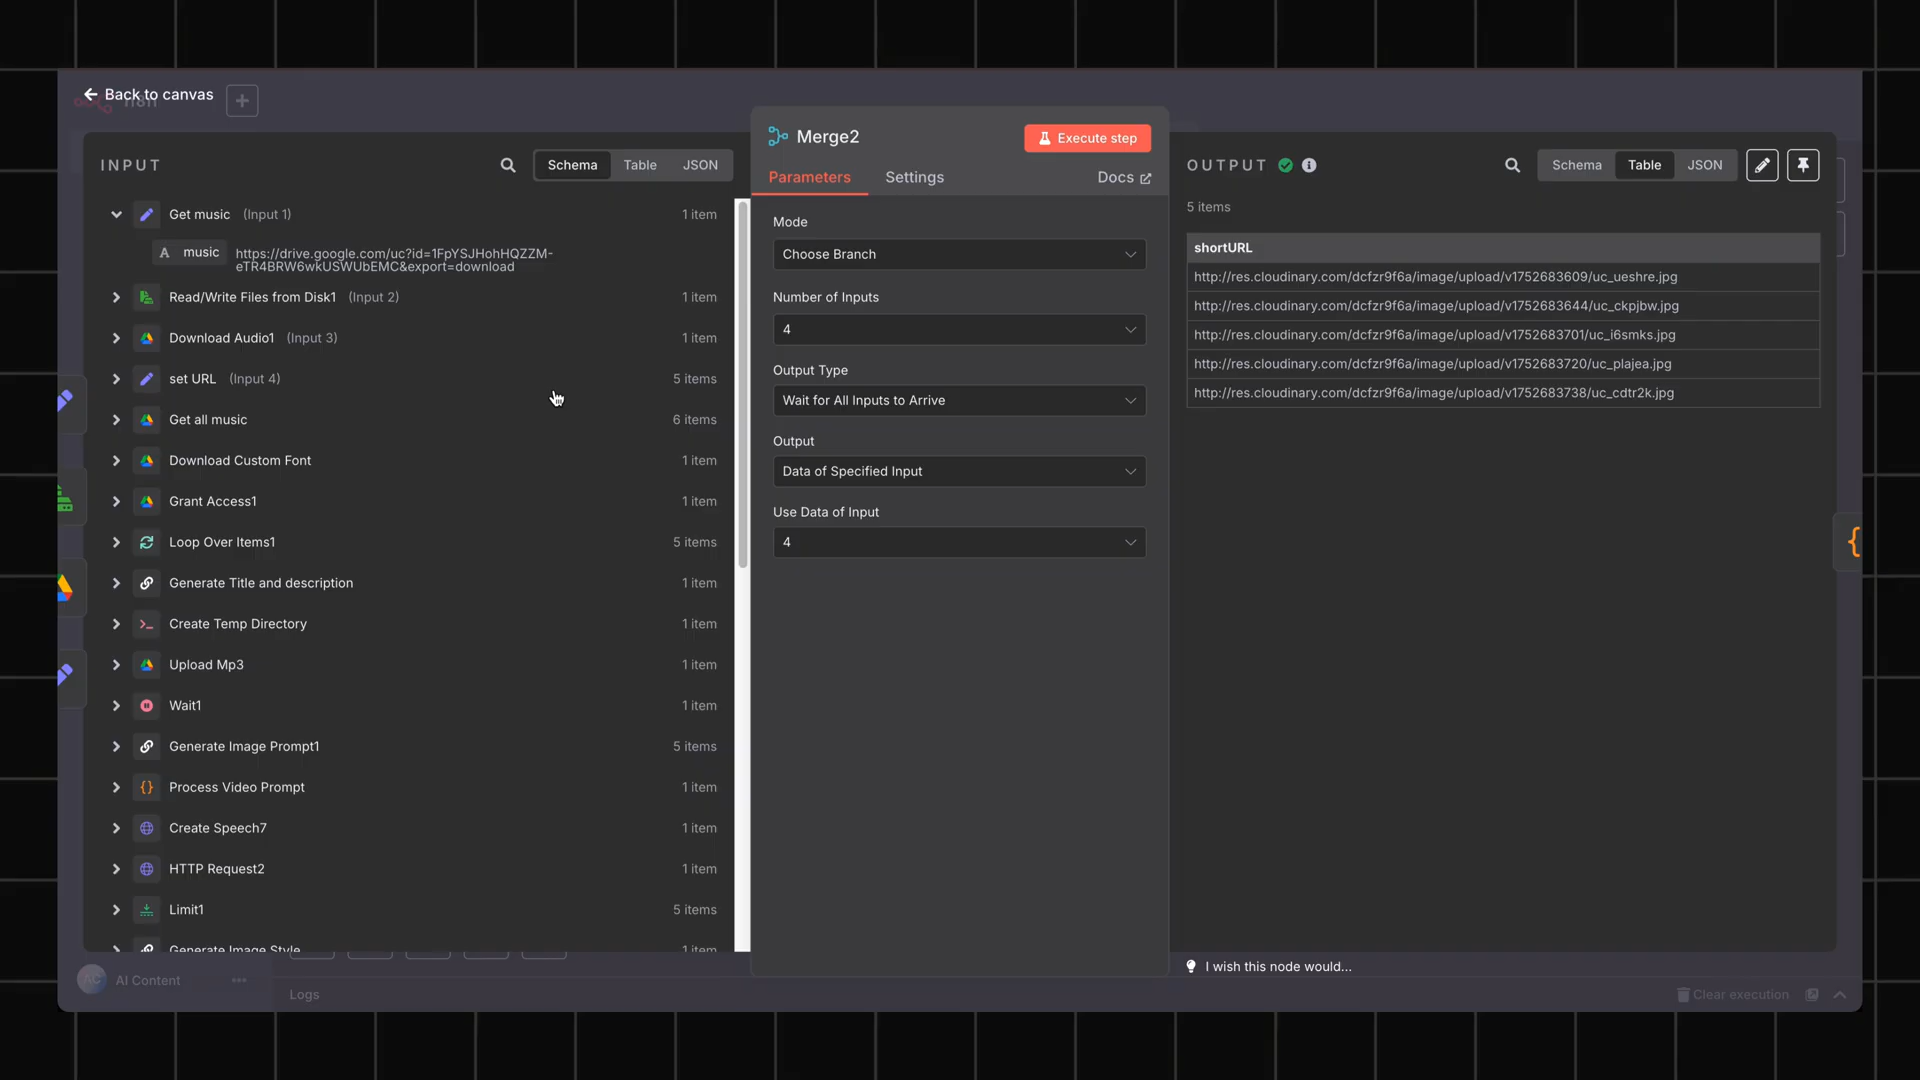 Back to canvas
n8n
INPUT
Schema
Table
JSON
Get music (Input 1)
1 item
A music
https://drive.google.com/uc?id=1FpYSJHohHQZZM-
eTR4BRW6wkUSWUbEMC&export=download
Read/Write Files from Disk1 (Input 2)
1 item
Download Audio1 (Input 3)
1 item
set URL (Input 4)
5 items
Get all music
6 items
Download Custom Font
1 item
Grant Access1
1 item
Loop Over Items1
5 items
Generate Title and description
1 item
Create Temp Directory
1 item
Upload Mp3
1 item
Wait1
1 item
Generate Image Prompt1
5 items
Process Video Prompt
1 item
Create Speech7
1 item
HTTP Request2
1 item
Limit1
5 items
Generate Image Style
1 item
Merge2
Execute step
Parameters
Settings
Docs
Mode
Choose Branch
Number of Inputs
4
Output Type
Wait for All Inputs to Arrive
Output
Data of Specified Input
Use Data of Input
4
OUTPUT
Schema
Table
JSON
5 items
shortURL
http://res.cloudinary.com/dcfzr9f6a/image/upload/v1752683609/uc_ueshre.jpg
http://res.cloudinary.com/dcfzr9f6a/image/upload/v1752683644/uc_ckpjbw.jpg
http://res.cloudinary.com/dcfzr9f6a/image/upload/v1752683701/uc_i6smks.jpg
http://res.cloudinary.com/dcfzr9f6a/image/upload/v1752683720/uc_plajea.jpg
http://res.cloudinary.com/dcfzr9f6a/image/upload/v1752683738/uc_cdtr2k.jpg
I wish this node would...
AC
AI Content
Logs
Clear execution